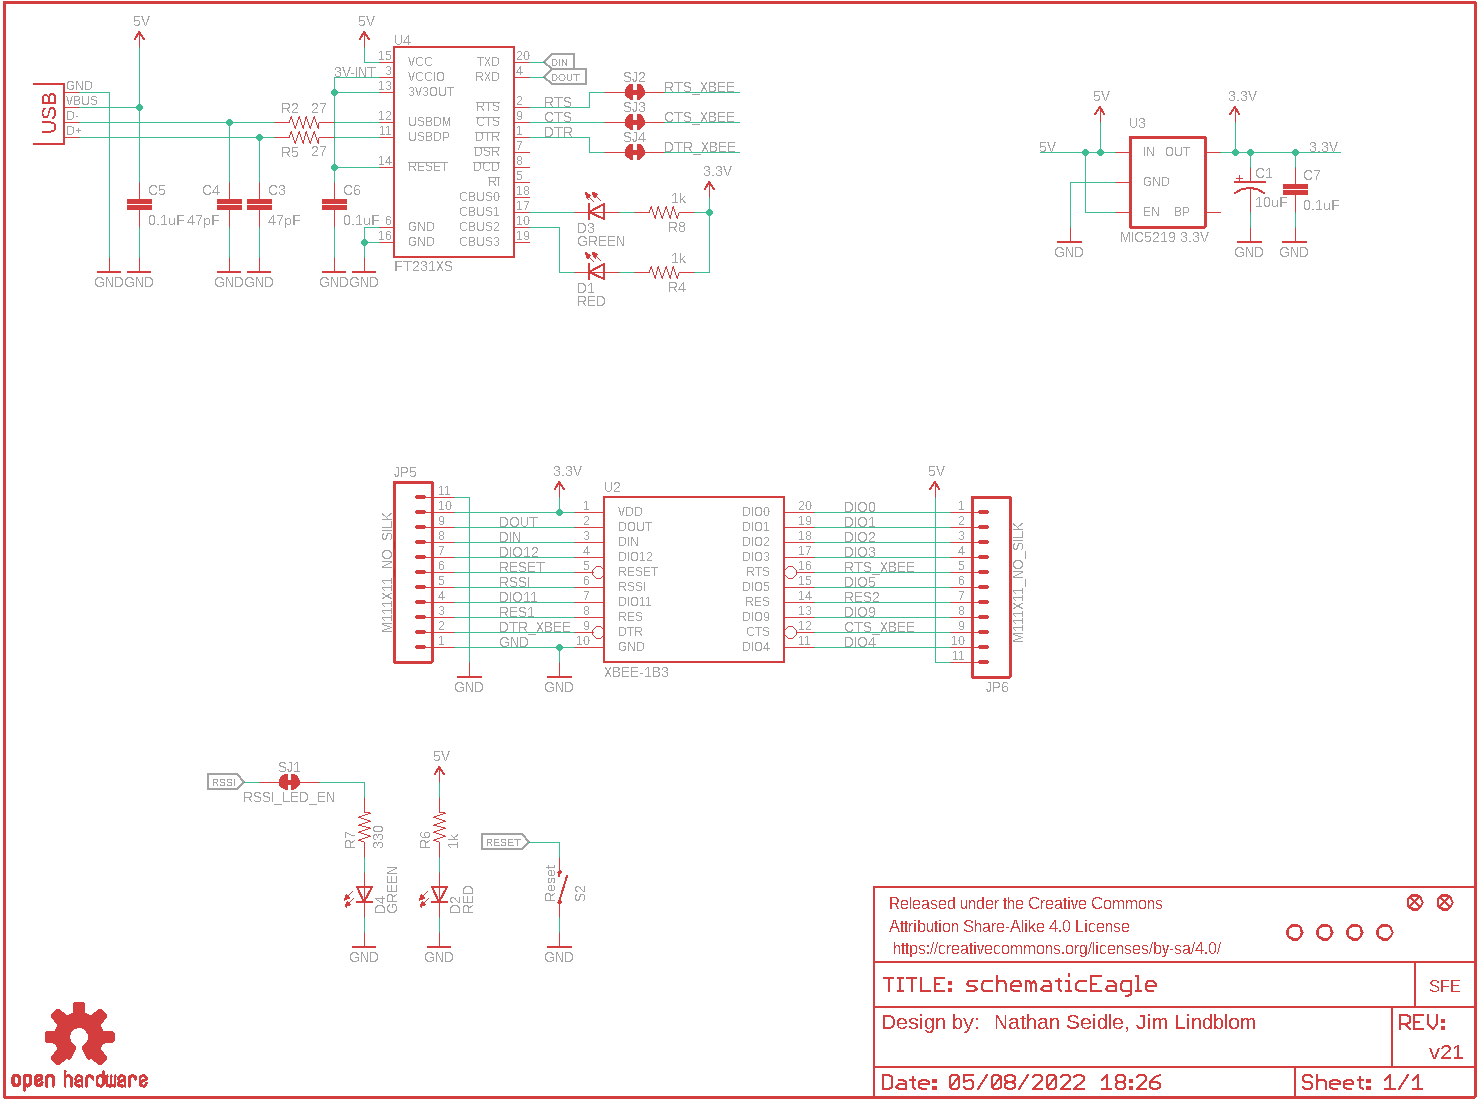 5V
USB
GND
VBUS
D-
D+
R2 27
R5 27
C5
0.1uF
C4
47pF
C3
47pF
C6
0.1uF
GND
GND
GND
GND
GND
GND
5V
3V-INT
U4
15 VCC
3 VCCIO
13 3V3OUT
12 USBDM
11 USBDP
14 RESET
6 GND
16 GND
TXD 20
RXD 4
RTS 2
CTS 9
DTR 1
DSR 7
DCD 8
RI 5
CBUS0 18
CBUS1 17
CBUS2 10
CBUS3 19
FT231XS
DIN
DOUT
RTS
CTS
DTR
SJ2
RTS_XBEE
SJ3
CTS_XBEE
SJ4
DTR_XBEE
3.3V
1k
R8
D3
GREEN
1k
R4
D1
RED
5V
3.3V
U3
5V
IN OUT
GND
EN BP
MIC5219 3.3V
3.3V
+
C1
10uF
C7
0.1uF
GND
GND
GND
JP5
M111X11_NO_SILK
11
10
9 DOUT
8 DIN
7 DIO12
6 RESET
5 RSSI
4 DIO11
3 RES1
2 DTR_XBEE
1 GND
3.3V
GND
GND
U2
1 VDD
2 DOUT
3 DIN
4 DIO12
5 RESET
6 RSSI
7 DIO11
8 RES
9 DTR
10 GND
DIO0 20
DIO1 19
DIO2 18
DIO3 17
RTS 16
DIO5 15
RES 14
DIO9 13
CTS 12
DIO4 11
XBEE-1B3
5V
DIO0 1
DIO1 2
DIO2 3
DIO3 4
RTS_XBEE 5
DIO5 6
RES2 7
DIO9 8
CTS_XBEE 9
DIO4 10
11
M111X11_NO_SILK
JP6
RSSI
SJ1
RSSI_LED_EN
R7
330
D4
GREEN
GND
5V
R6
1k
D2
RED
GND
RESET
Reset
S2
GND
open hardware
Released under the Creative Commons
Attribution Share-Alike 4.0 License
https://creativecommons.org/licenses/by-sa/4.0/
TITLE: schematicEagle
SFE
Design by: Nathan Seidle, Jim Lindblom
REV:
v21
Date: 05/08/2022 18:26
Sheet: 1/1